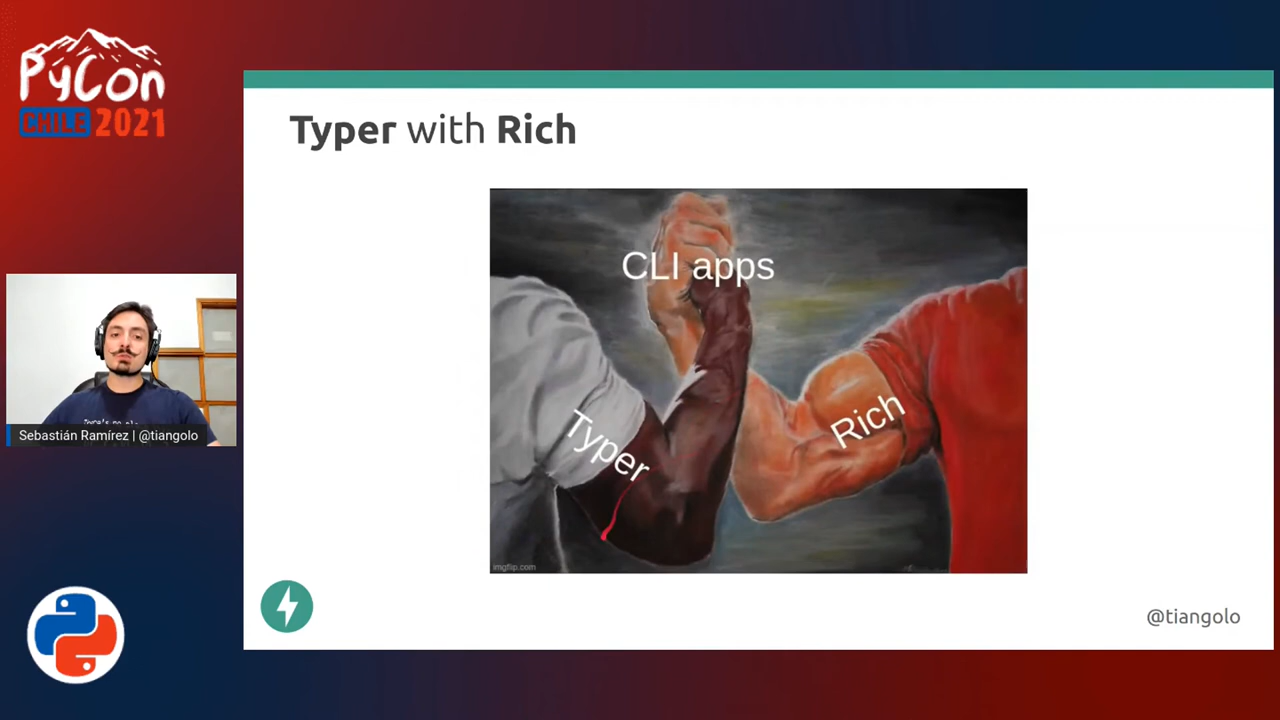 PyCon
CHILE 2021
Typer with Rich
CLI apps
Typer
Rich
imgflip.com
Sebastián Ramírez | @tiangolo
@tiangolo